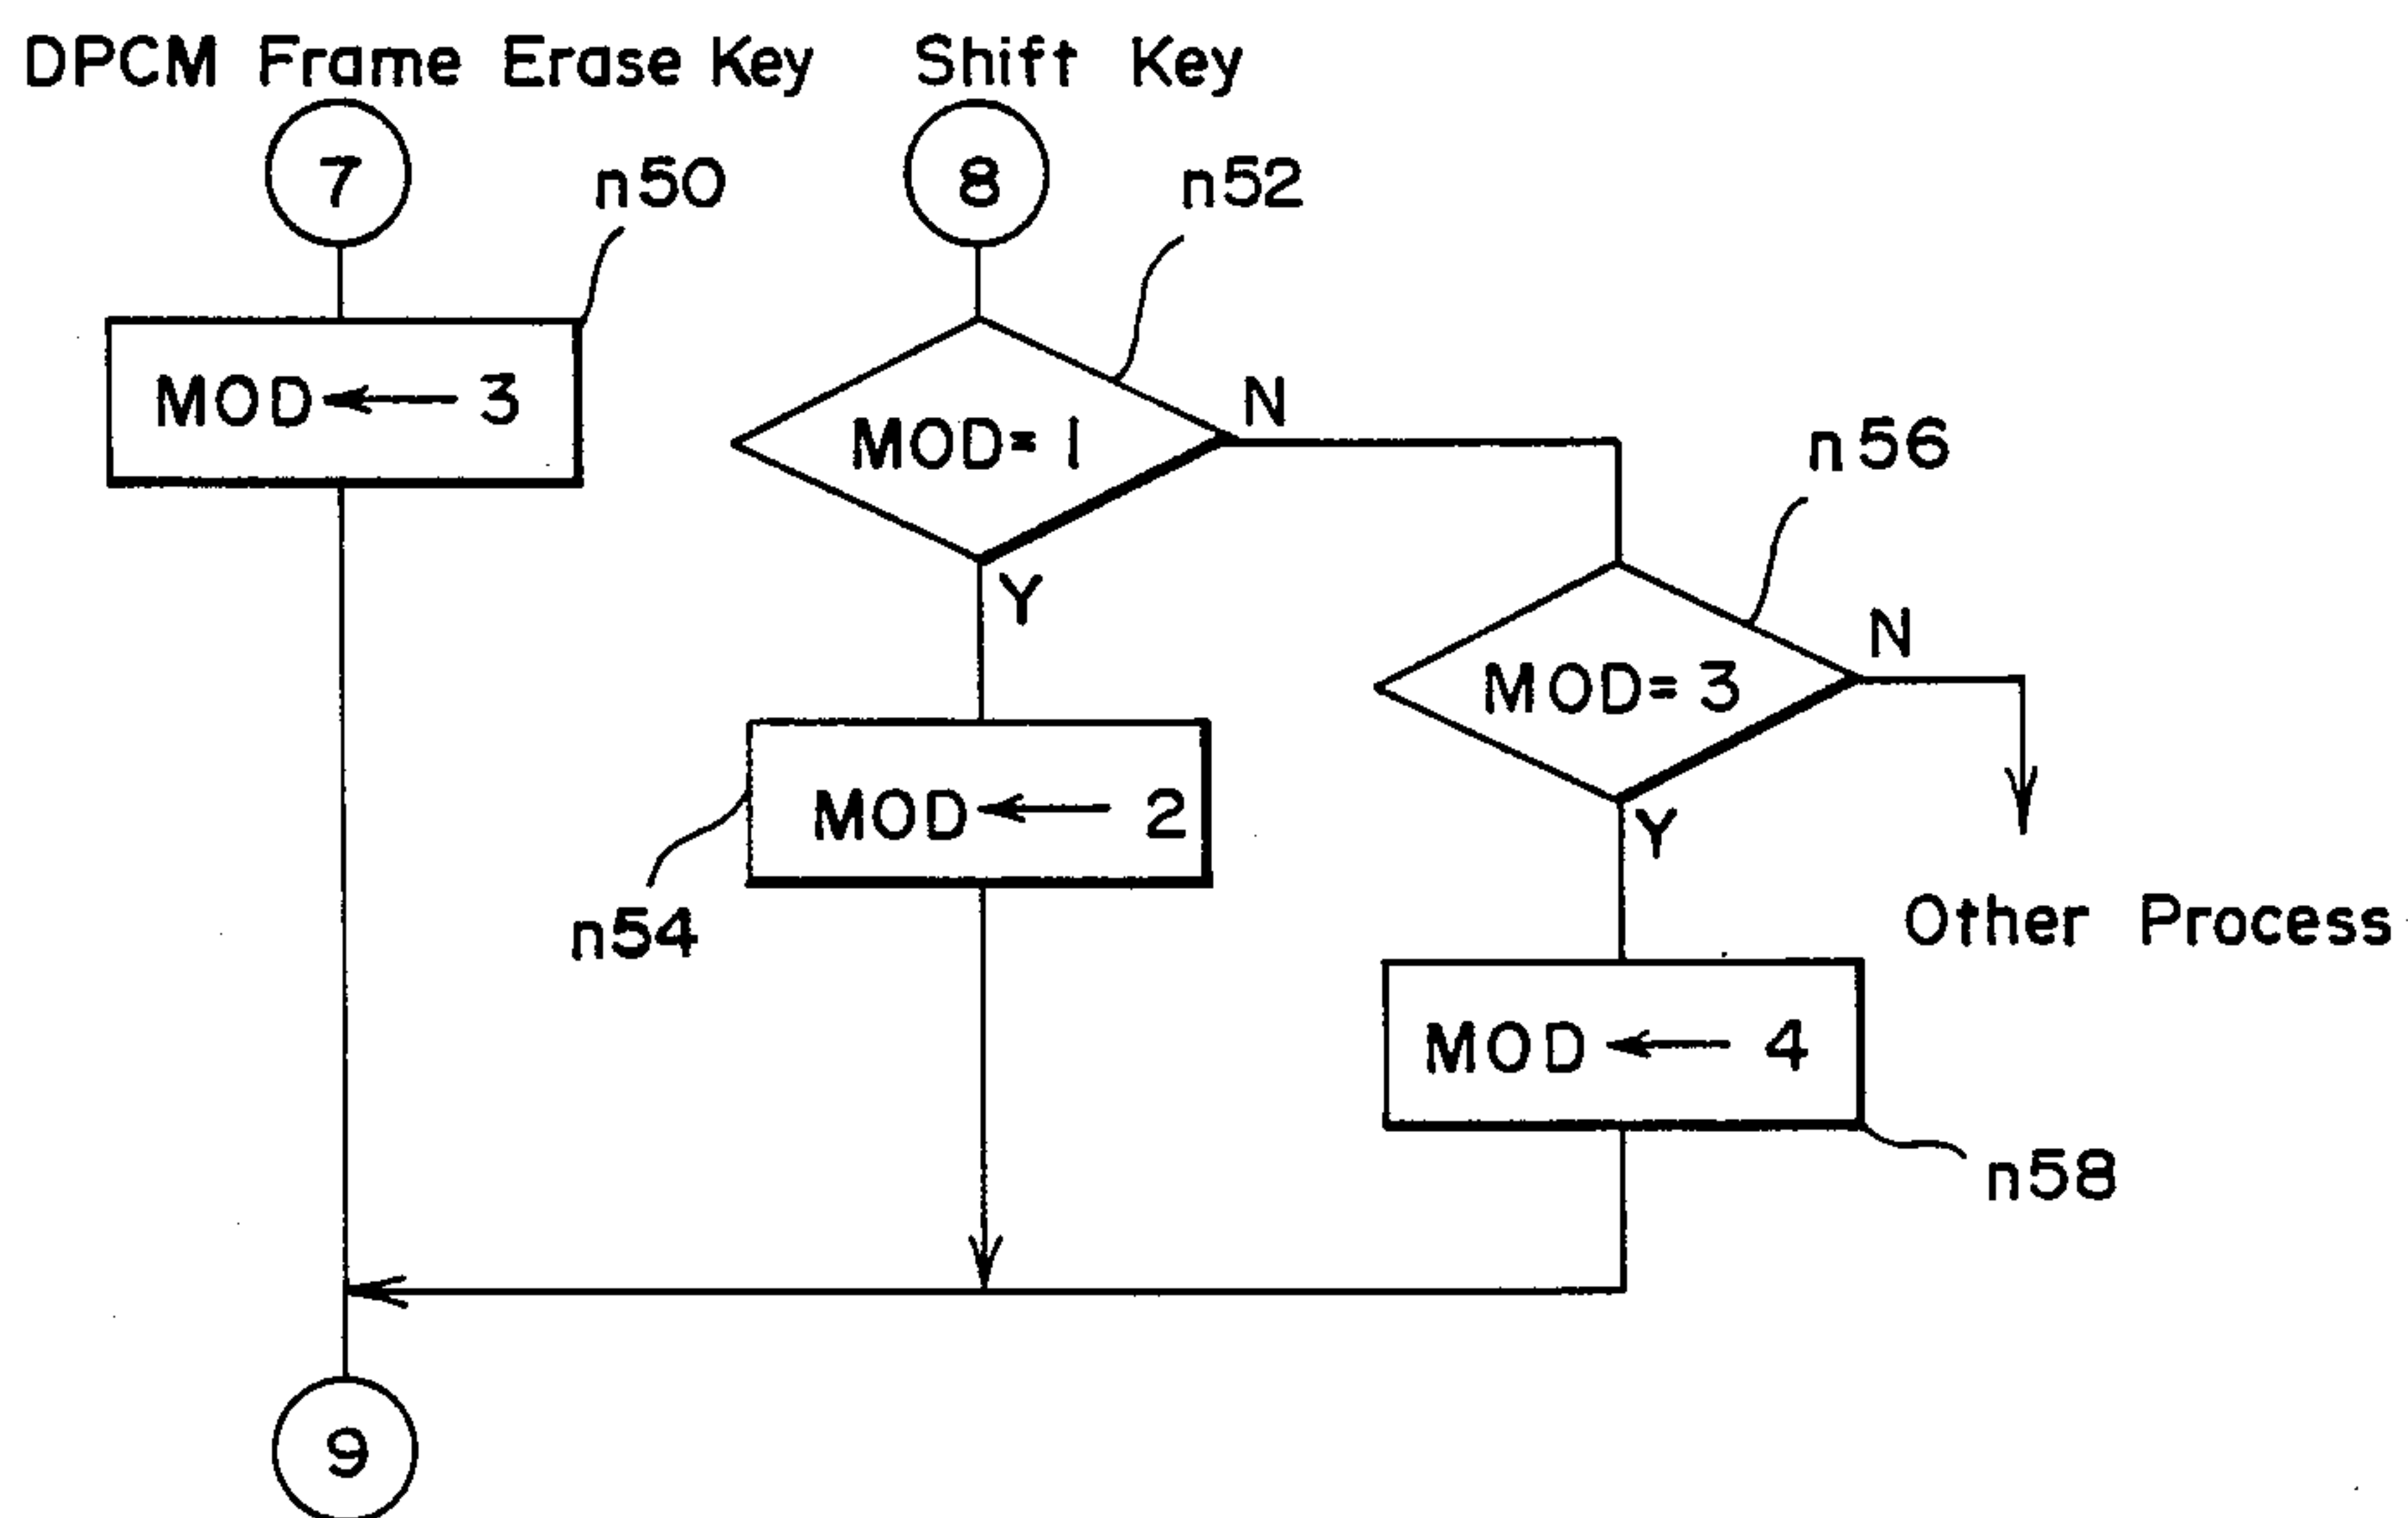 DPCM Frame Erase Key
Shift Key
7
n50
8
n52
MOD ← 3
MOD=1
N
n56
Y
MOD=3
N
MOD ← 2
Y
n54
Other Process
MOD ← 4
n58
9